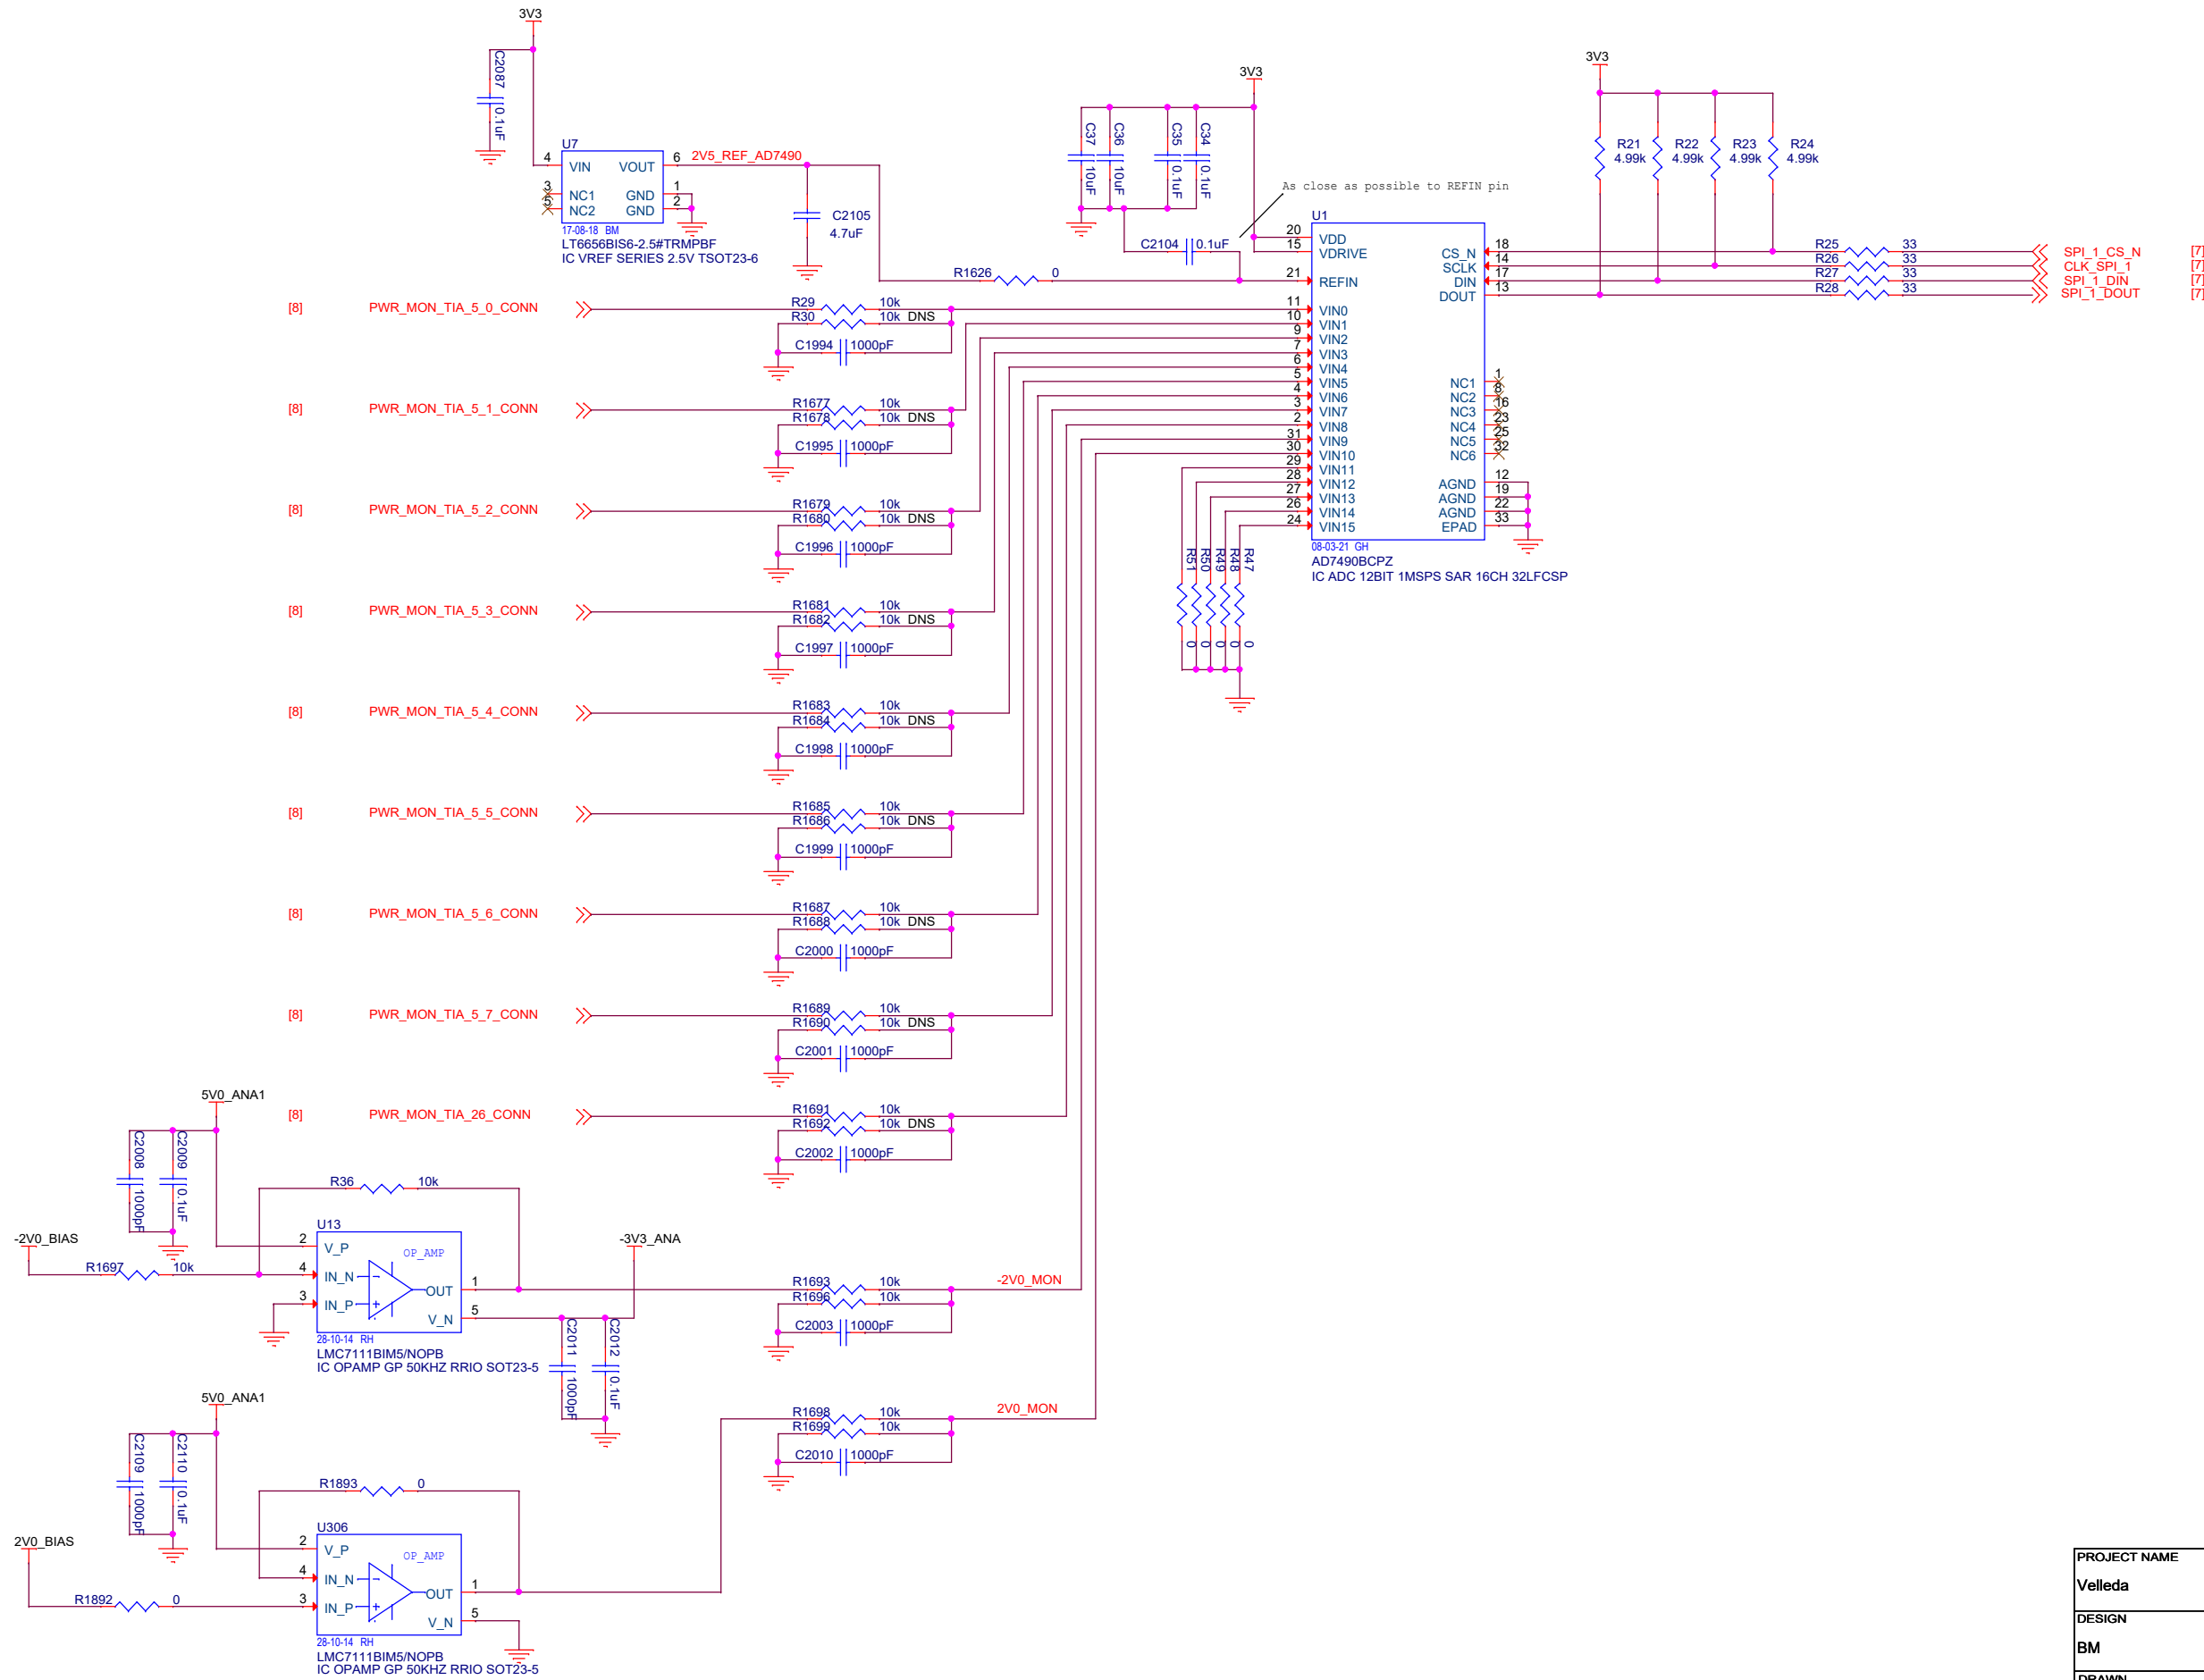 3V3
C2087
0.1uF
U7
4 VIN VOUT 6 2V5_REF_AD7490
3 NC1 GND 1
5 NC2 GND 2
17-08-18 BM
LT6656BIS6-2.5#TRMPBF
IC VREF SERIES 2.5V TSOT23-6
C2105
4.7uF
3V3
C37 10uF
C36 10uF
C35 0.1uF
C34 0.1uF
As close as possible to REFIN pin
C2104 0.1uF
R1626 0
3V3
R21 4.99k
R22 4.99k
R23 4.99k
R24 4.99k
U1
20 VDD
15 VDRIVE
21 REFIN
11 VIN0
10 VIN1
9 VIN2
7 VIN3
6 VIN4
5 VIN5
4 VIN6
3 VIN7
2 VIN8
31 VIN9
30 VIN10
29 VIN11
28 VIN12
27 VIN13
26 VIN14
24 VIN15
CS_N 18
SCLK 14
DIN 17
DOUT 13
NC1 1
NC2 8
NC3 16
NC4 23
NC5 25
NC6 32
AGND 12
AGND 19
AGND 22
EPAD 33
08-03-21 GH
AD7490BCPZ
IC ADC 12BIT 1MSPS SAR 16CH 32LFCSP
R25 33 SPI_1_CS_N [7]
R26 33 CLK_SPI_1 [7]
R27 33 SPI_1_DIN [7]
R28 33 SPI_1_DOUT [7]
R51 0
R50 0
R49 0
R48 0
R47 0
[8] PWR_MON_TIA_5_0_CONN R29 10k
R30 10k DNS
C1994 1000pF
[8] PWR_MON_TIA_5_1_CONN R1677 10k
R1678 10k DNS
C1995 1000pF
[8] PWR_MON_TIA_5_2_CONN R1679 10k
R1680 10k DNS
C1996 1000pF
[8] PWR_MON_TIA_5_3_CONN R1681 10k
R1682 10k DNS
C1997 1000pF
[8] PWR_MON_TIA_5_4_CONN R1683 10k
R1684 10k DNS
C1998 1000pF
[8] PWR_MON_TIA_5_5_CONN R1685 10k
R1686 10k DNS
C1999 1000pF
[8] PWR_MON_TIA_5_6_CONN R1687 10k
R1688 10k DNS
C2000 1000pF
[8] PWR_MON_TIA_5_7_CONN R1689 10k
R1690 10k DNS
C2001 1000pF
[8] PWR_MON_TIA_26_CONN R1691 10k
R1692 10k DNS
C2002 1000pF
5V0_ANA1
C2008 1000pF
C2009 0.1uF
R36 10k
-2V0_BIAS
R1697 10k
U13
2 V_P OP_AMP
4 IN_N
3 IN_P
OUT 1
V_N 5
28-10-14 RH
LMC7111BIM5/NOPB
IC OPAMP GP 50KHZ RRIO SOT23-5
-3V3_ANA
C2011 1000pF
C2012 0.1uF
R1693 10k -2V0_MON
R1696 10k
C2003 1000pF
R1698 10k 2V0_MON
R1699 10k
C2010 1000pF
5V0_ANA1
C2109 1000pF
C2110 0.1uF
R1893 0
2V0_BIAS
R1892 0
U306
2 V_P OP_AMP
4 IN_N
3 IN_P
OUT 1
V_N 5
28-10-14 RH
LMC7111BIM5/NOPB
IC OPAMP GP 50KHZ RRIO SOT23-5
PROJECT NAME
Velleda
DESIGN
BM
DRAWN